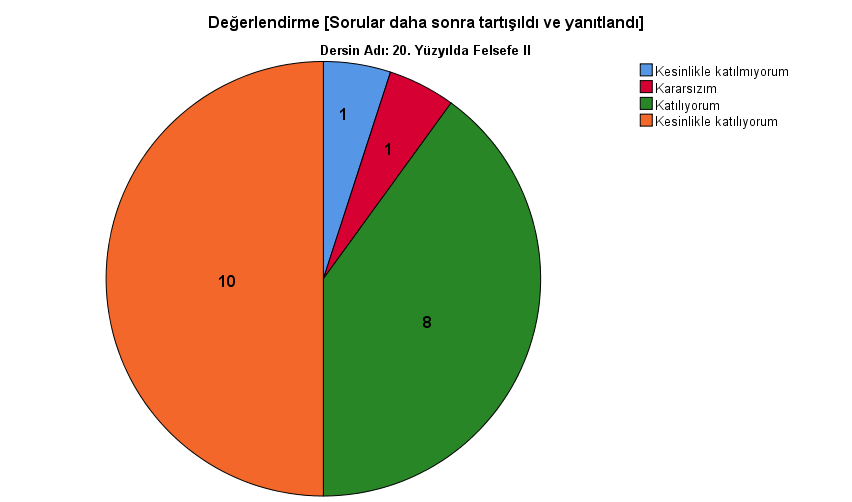 Değerlendirme [Sorular daha sonra tartışıldı ve yanıtlandı]
Dersin Adı: 20. Yüzyılda Felsefe II
Kesinlikle katılmıyorum
Kararsızım
Katılıyorum
Kesinlikle katılıyorum
1
1
10
8